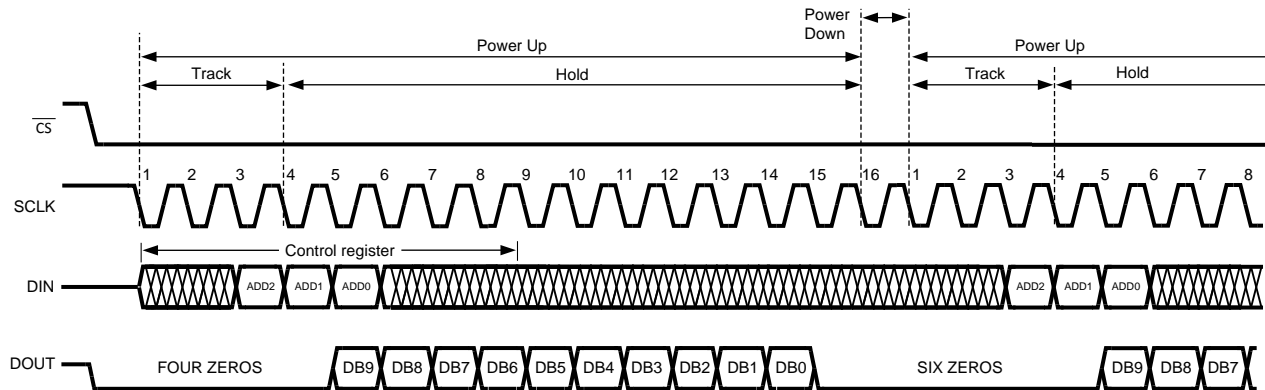 Power Down
Power Up
Power Up
Track
Hold
Track
Hold
CS
1 2 3 4 5 6 7 8 9 10 11 12 13 14 15 16 1 2 3 4 5 6 7 8
SCLK
Control register
DIN
ADD2 ADD1 ADD0 ADD2 ADD1 ADD0
DOUT
FOUR ZEROS DB9 DB8 DB7 DB6 DB5 DB4 DB3 DB2 DB1 DB0 SIX ZEROS DB9 DB8 DB7